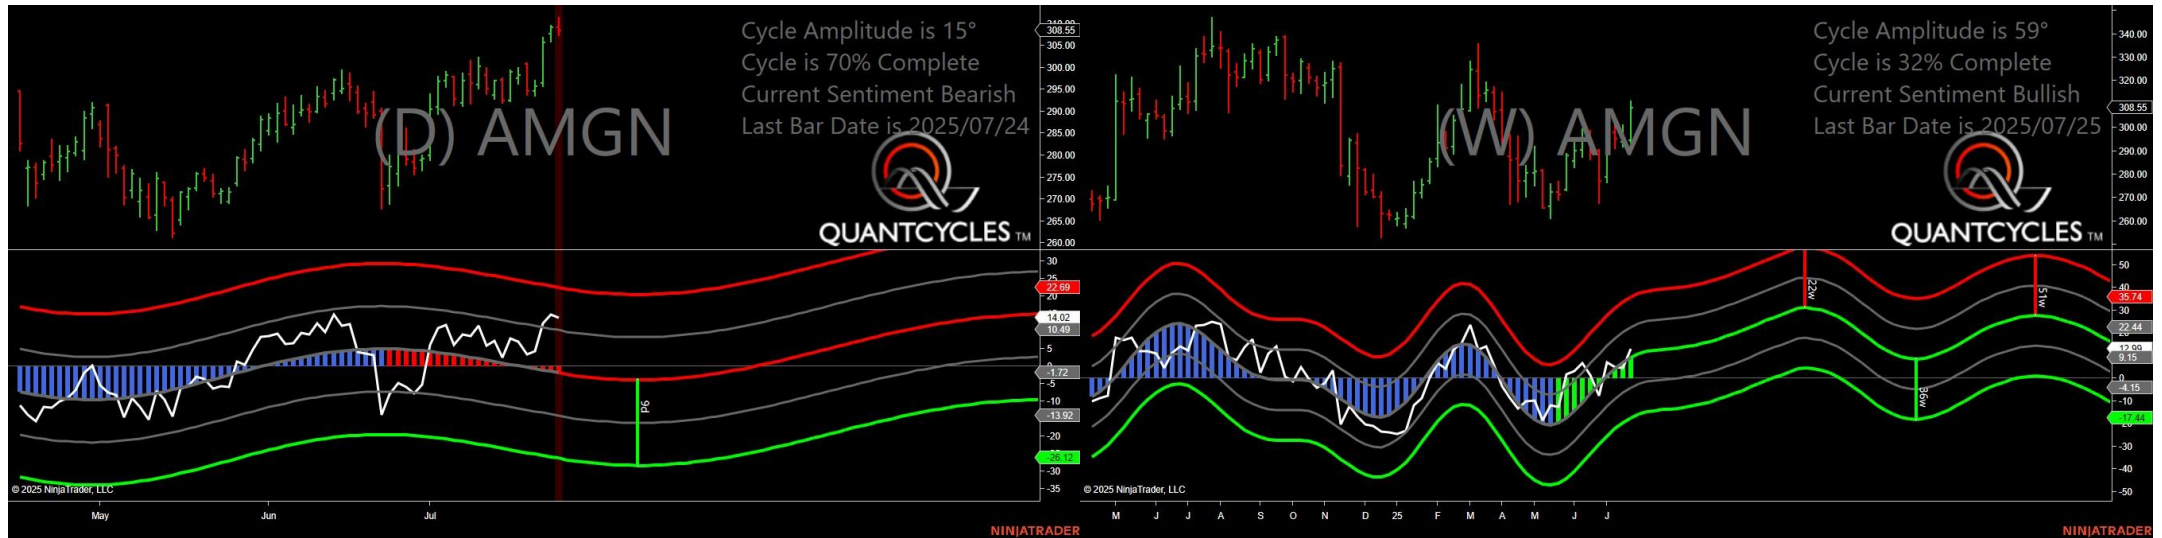 Cycle Amplitude is 15°
Cycle is 70% Complete
Current Sentiment Bearish
Last Bar Date is 2025/07/24
(D) AMGN
QUANTCYCLES TM
308.55
305.00
300.00
295.00
290.00
285.00
280.00
275.00
270.00
265.00
260.00
30
25
22.69
20
14.02
10.49
5
-1.72
-5
-10
-13.92
-20
-26.12
-30
-35
9d
© 2025 NinjaTrader, LLC
May
Jun
Jul
NINJATRADER
Cycle Amplitude is 59°
Cycle is 32% Complete
Current Sentiment Bullish
Last Bar Date is 2025/07/25
(W) AMGN
QUANTCYCLES TM
340.00
330.00
320.00
308.55
300.00
290.00
280.00
270.00
260.00
50
40
35.74
30
22.44
12.99
9.15
0
-4.15
-10
-17.44
-30
-40
-50
22w
51w
© 2025 NinjaTrader, LLC
M J J A S O N D 25 F M A M J J
NINJATRADER